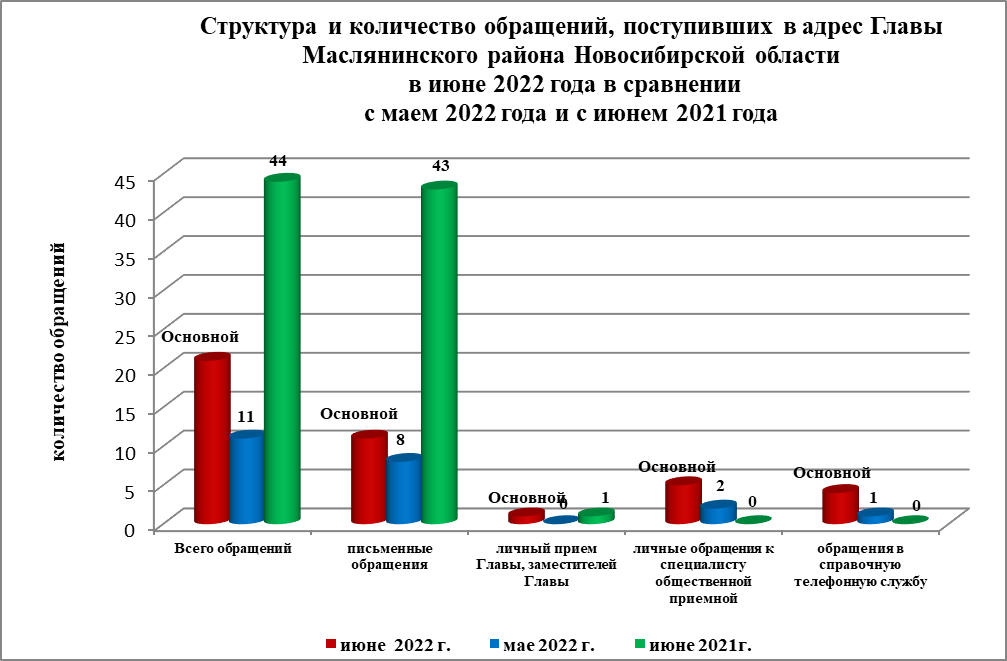 Структура и количество обращений, поступивших в адрес Главы
Маслянинского района Новосибирской области
в июне 2022 года в сравнении
с маем 2022 года и с июнем 2021 года
количество обращений
45
40
35
30
25
20
15
10
5
0
Основной
11
44
Основной
8
43
Основной
0
1
Основной
2
0
Основной
1
0
Всего обращений
письменные
обращения
личный прием
Главы, заместителей
Главы
личные обращения к
специалисту
общественной
приемной
обращения в
справочную
телефонную службу
июне 2022 г.
мае 2022 г.
июне 2021г.